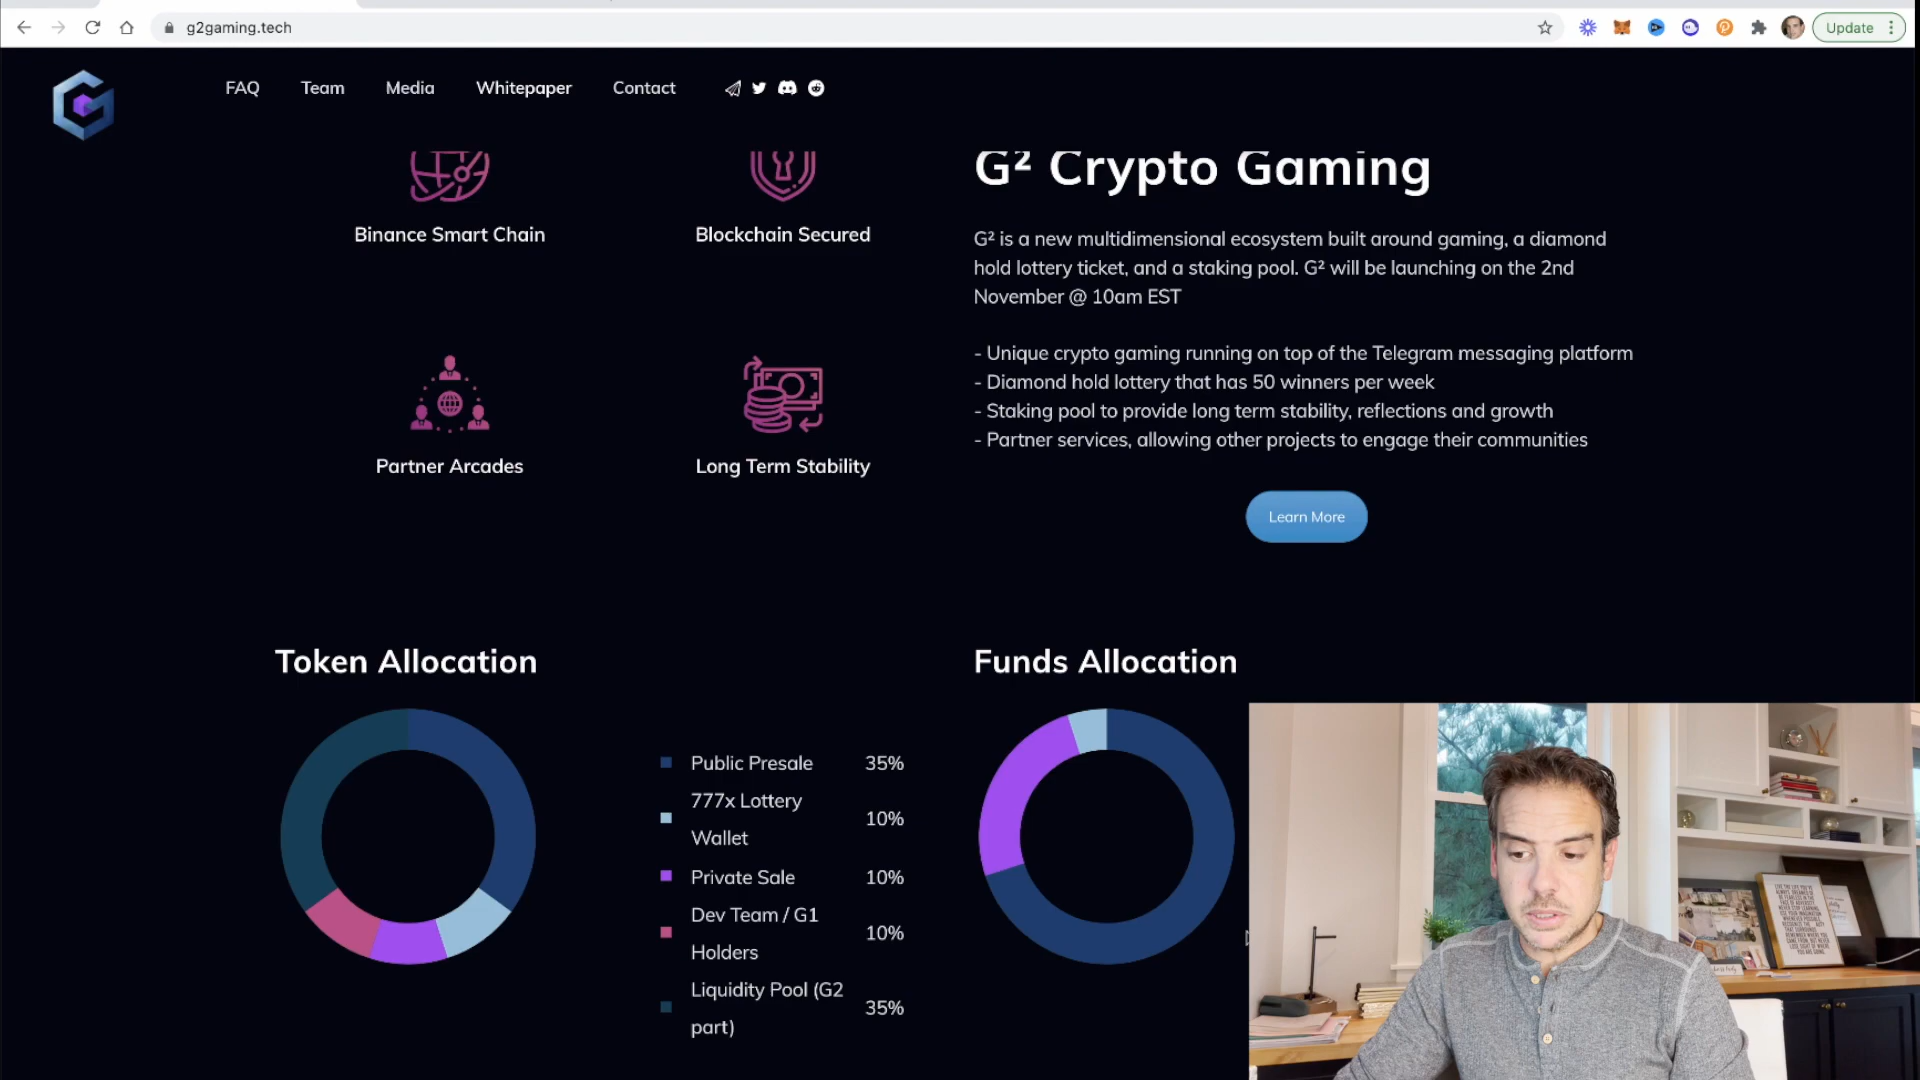 g2gaming.tech
Update
FAQ
Team
Media
Whitepaper
Contact
Binance Smart Chain
Blockchain Secured
Partner Arcades
Long Term Stability
G² Crypto Gaming
G² is a new multidimensional ecosystem built around gaming, a diamond
hold lottery ticket, and a staking pool. G² will be launching on the 2nd
November @ 10am EST
- Unique crypto gaming running on top of the Telegram messaging platform
- Diamond hold lottery that has 50 winners per week
- Staking pool to provide long term stability, reflections and growth
- Partner services, allowing other projects to engage their communities
Learn More
Token Allocation
Public Presale 35%
777x Lottery
Wallet 10%
Private Sale 10%
Dev Team / G1
Holders 10%
Liquidity Pool (G2
part) 35%
Funds Allocation